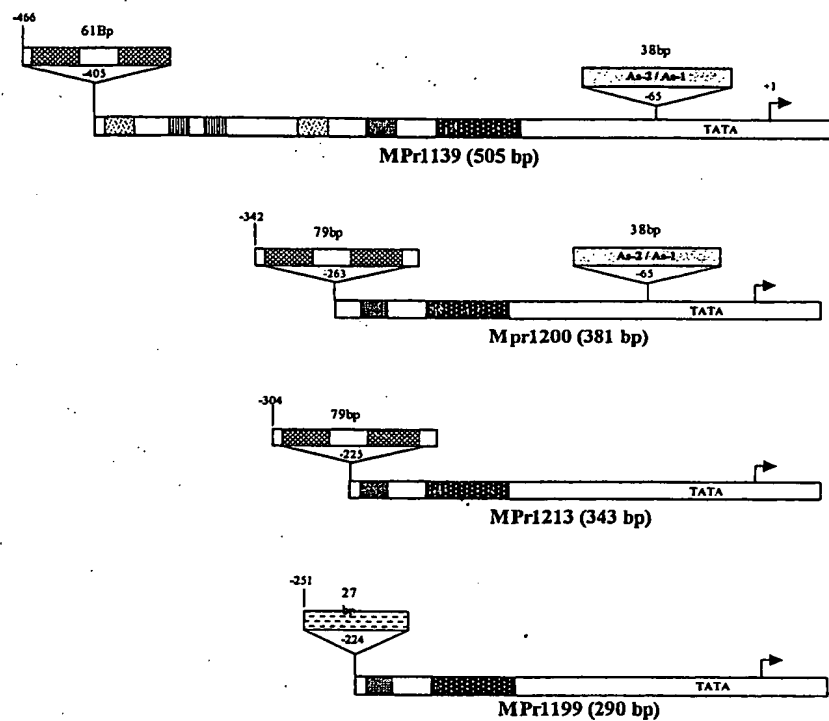 -466
61Bp
-405
38bp
As-2 / As-1
-65
+1
TATA
MPr1139 (505 bp)
-342
79bp
-263
38bp
As-2 / As-1
-65
TATA
Mpr1200 (381 bp)
-304
79bp
-225
TATA
MPr1213 (343 bp)
-251
27
bp
-224
TATA
MPr1199 (290 bp)